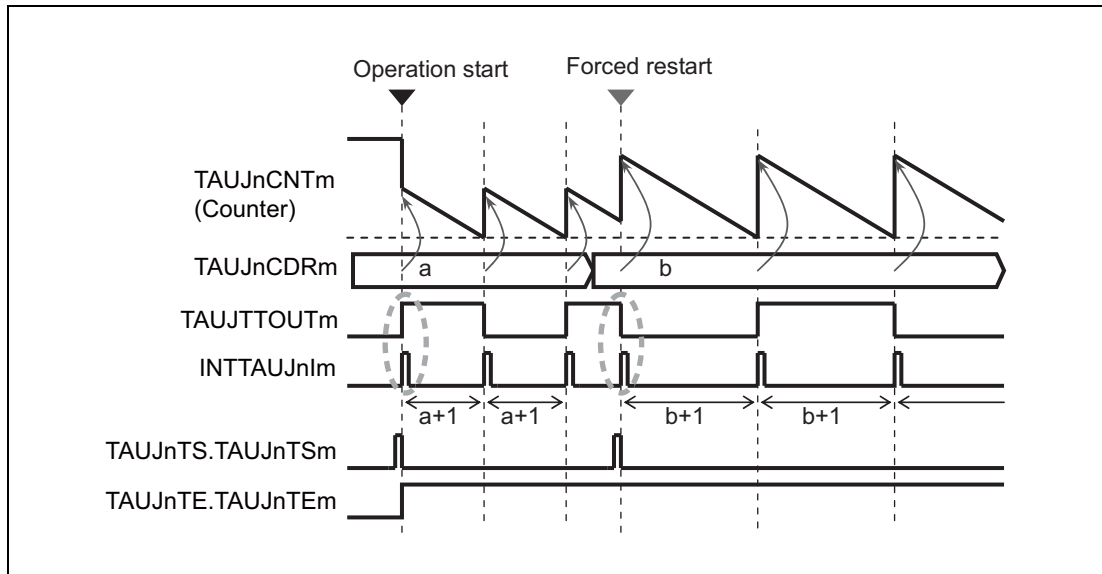 Operation start Forced restart
TAUJnCNTm
(Counter)
TAUJnCDRm a b
TAUJTTOUTm
INTTAUJnIm
a+1 a+1 b+1 b+1
TAUJnTS.TAUJnTSm
TAUJnTE.TAUJnTEm